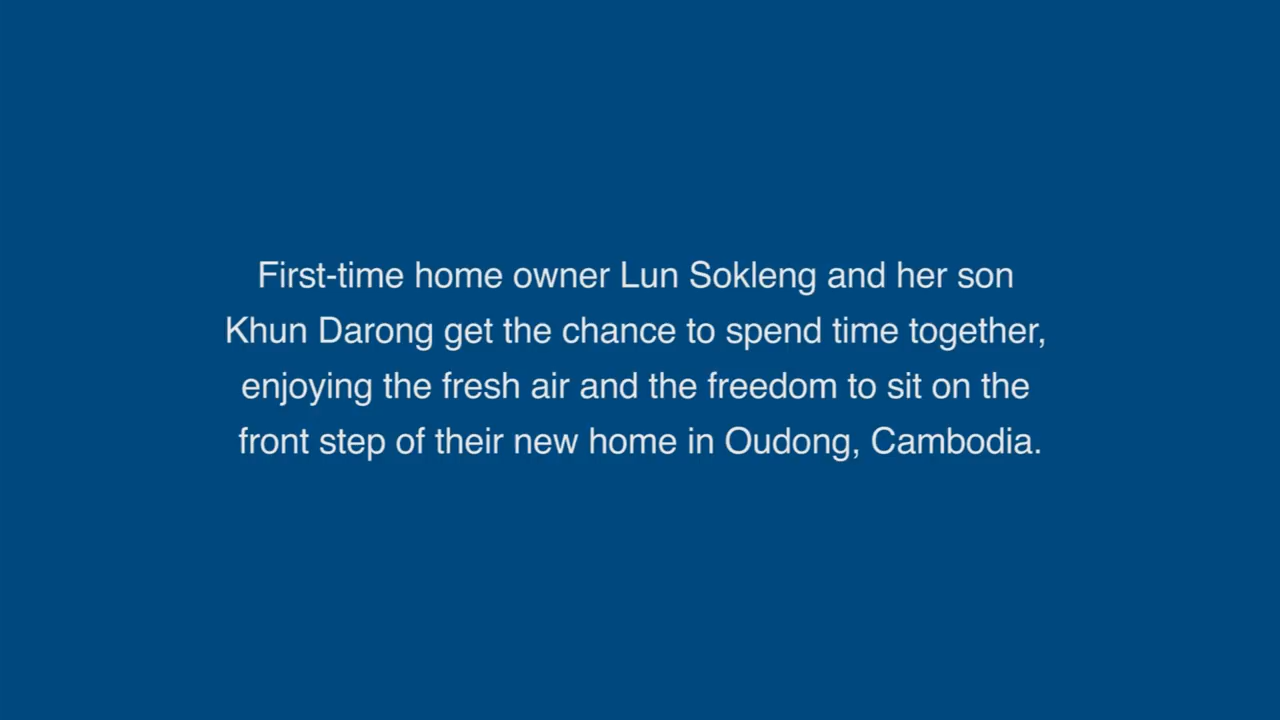 First-time home owner Lun Sokleng and her son
Khun Darong get the chance to spend time together,
enjoying the fresh air and the freedom to sit on the
front step of their new home in Oudong, Cambodia.